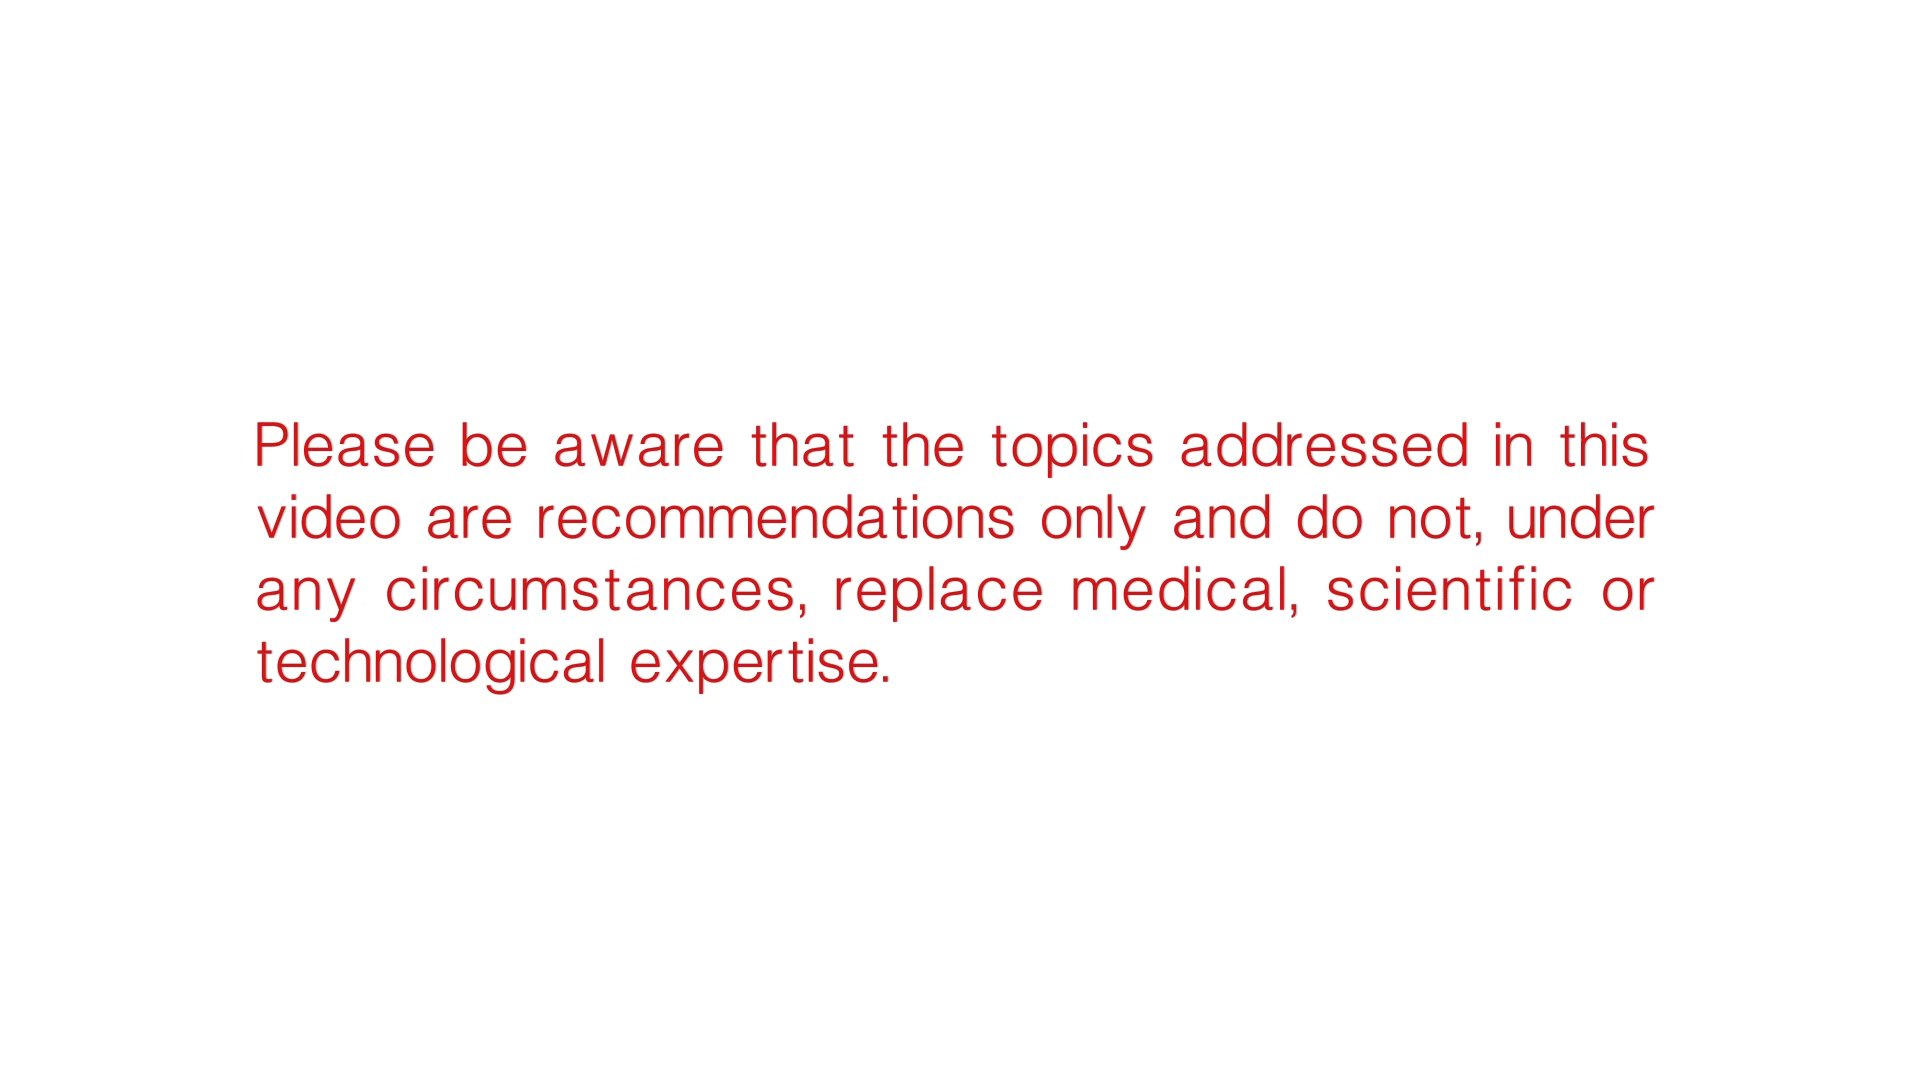 Please be aware that the topics addressed in this
video are recommendations only and do not, under
any circumstances, replace medical, scientific or
technological expertise.